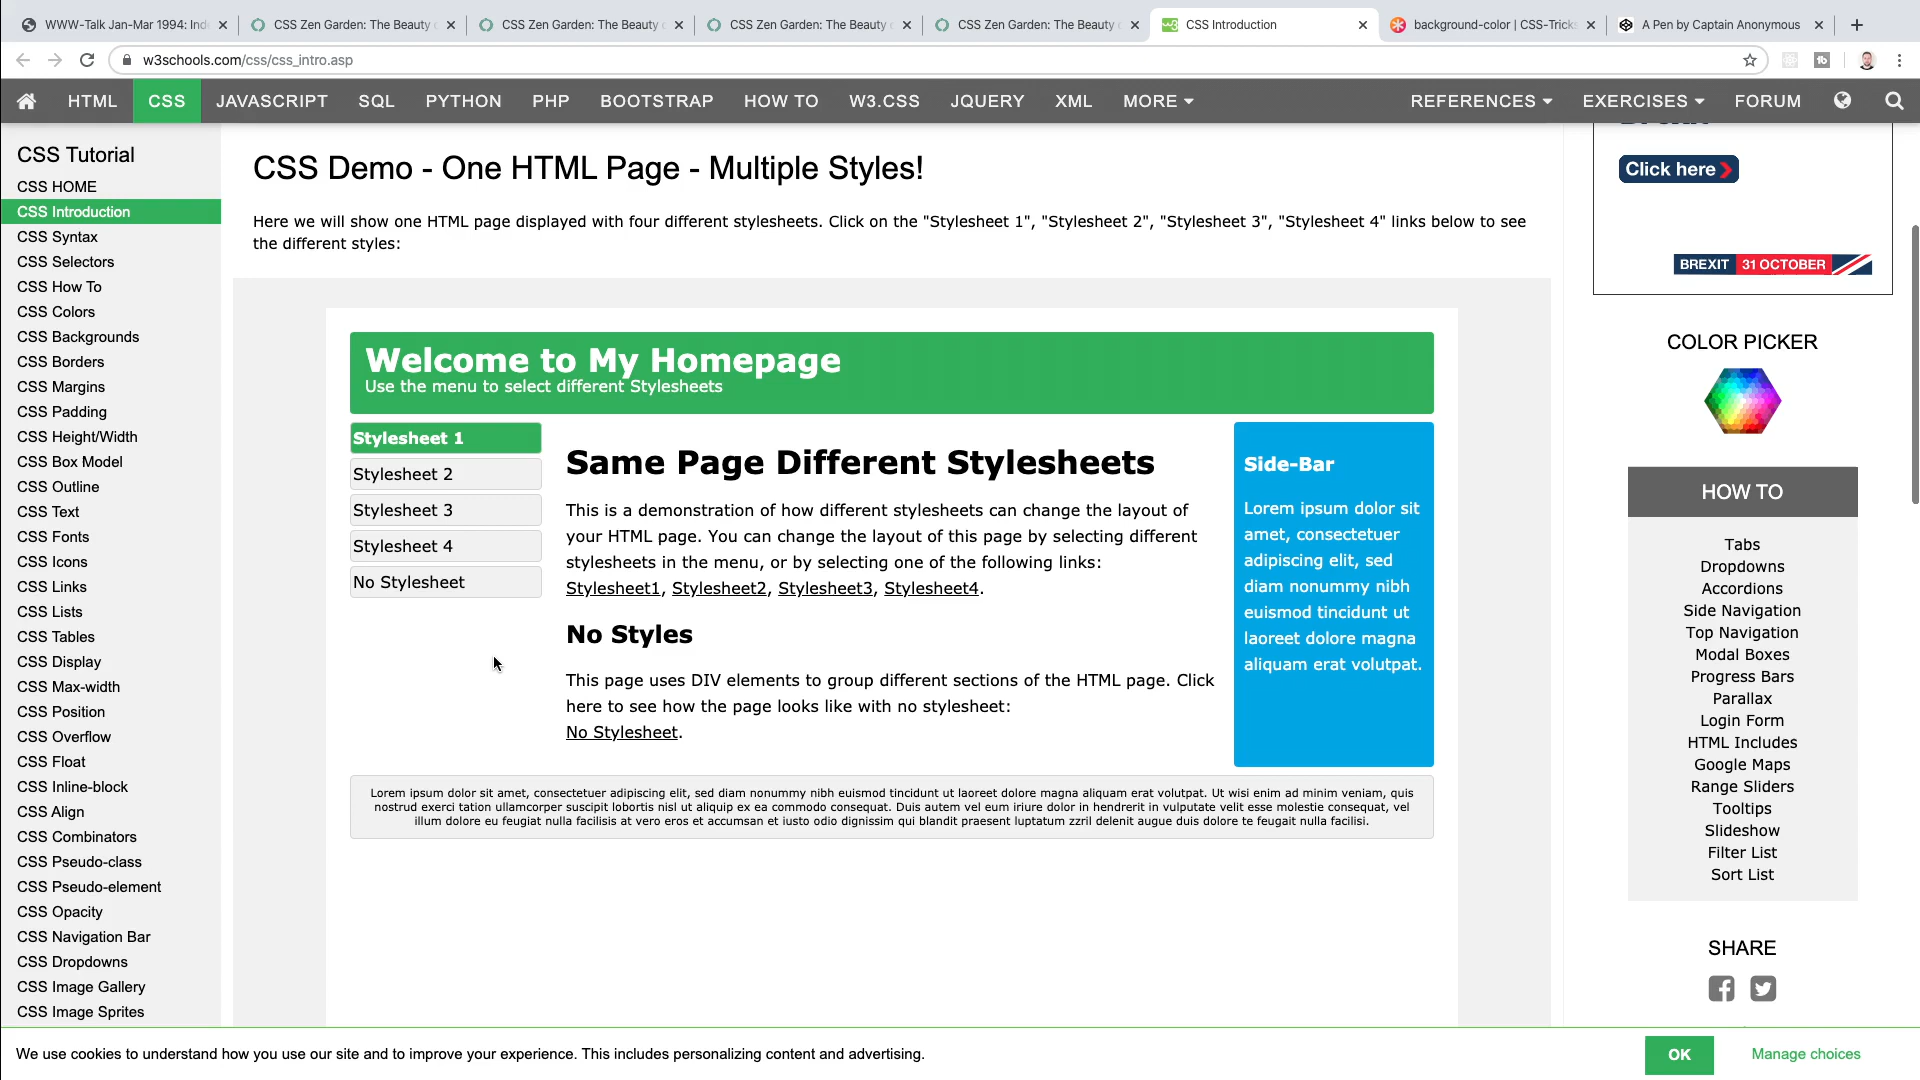 WWW-Talk Jan-Mar 1994: Ind
CSS Zen Garden: The Beauty
CSS Zen Garden: The Beauty
CSS Zen Garden: The Beauty
CSS Zen Garden: The Beauty
CSS Introduction
background-color | CSS-Tricks
A Pen by Captain Anonymous
w3schools.com/css/css_intro.asp
HTML CSS JAVASCRIPT SQL PYTHON PHP BOOTSTRAP HOW TO W3.CSS JQUERY XML MORE REFERENCES EXERCISES FORUM
CSS Tutorial
CSS HOME
CSS Introduction
CSS Syntax
CSS Selectors
CSS How To
CSS Colors
CSS Backgrounds
CSS Borders
CSS Margins
CSS Padding
CSS Height/Width
CSS Box Model
CSS Outline
CSS Text
CSS Fonts
CSS Icons
CSS Links
CSS Lists
CSS Tables
CSS Display
CSS Max-width
CSS Position
CSS Overflow
CSS Float
CSS Inline-block
CSS Align
CSS Combinators
CSS Pseudo-class
CSS Pseudo-element
CSS Opacity
CSS Navigation Bar
CSS Dropdowns
CSS Image Gallery
CSS Image Sprites
CSS Demo - One HTML Page - Multiple Styles!
Here we will show one HTML page displayed with four different stylesheets. Click on the "Stylesheet 1", "Stylesheet 2", "Stylesheet 3", "Stylesheet 4" links below to see
the different styles:
Welcome to My Homepage
Use the menu to select different Stylesheets
Stylesheet 1
Stylesheet 2
Stylesheet 3
Stylesheet 4
No Stylesheet
Same Page Different Stylesheets
This is a demonstration of how different stylesheets can change the layout of
your HTML page. You can change the layout of this page by selecting different
stylesheets in the menu, or by selecting one of the following links:
Stylesheet1, Stylesheet2, Stylesheet3, Stylesheet4.
No Styles
This page uses DIV elements to group different sections of the HTML page. Click
here to see how the page looks like with no stylesheet:
No Stylesheet.
Side-Bar
Lorem ipsum dolor sit
amet, consectetuer
adipiscing elit, sed
diam nonummy nibh
euismod tincidunt ut
laoreet dolore magna
aliquam erat volutpat.
Lorem ipsum dolor sit amet, consectetuer adipiscing elit, sed diam nonummy nibh euismod tincidunt ut laoreet dolore magna aliquam erat volutpat. Ut wisi enim ad minim veniam, quis
nostrud exerci tation ullamcorper suscipit lobortis nisl ut aliquip ex ea commodo consequat. Duis autem vel eum iriure dolor in hendrerit in vulputate velit esse molestie consequat, vel
illum dolore eu feugiat nulla facilisis at vero eros et accumsan et iusto odio dignissim qui blandit praesent luptatum zzril delenit augue duis dolore te feugait nulla facilisi.
Click here
BREXIT 31 OCTOBER
COLOR PICKER
HOW TO
Tabs
Dropdowns
Accordions
Side Navigation
Top Navigation
Modal Boxes
Progress Bars
Parallax
Login Form
HTML Includes
Google Maps
Range Sliders
Tooltips
Slideshow
Filter List
Sort List
SHARE
We use cookies to understand how you use our site and to improve your experience. This includes personalizing content and advertising.
OK
Manage choices